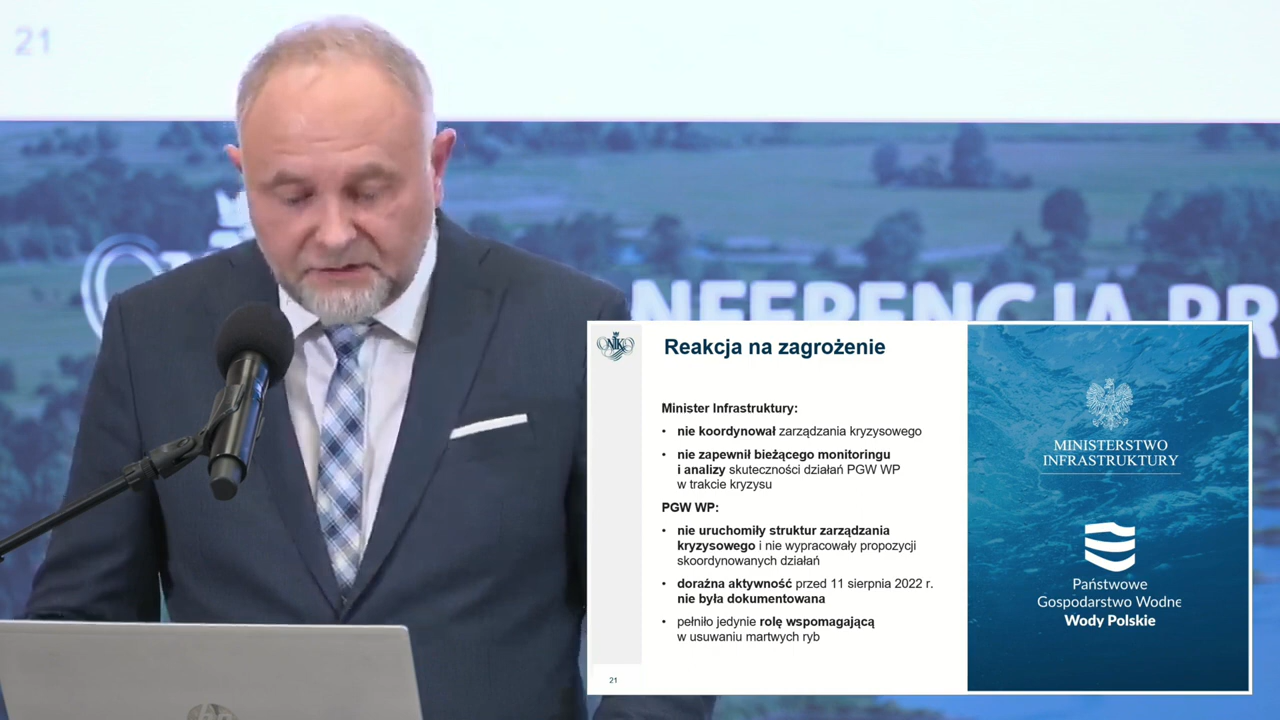 21
NFERENCJA PR
NIK
Reakcja na zagrożenie
Minister Infrastruktury:
• nie koordynował zarządzania kryzysowego
• nie zapewnił bieżącego monitoringu
i analizy skuteczności działań PGW WP
w trakcie kryzysu
PGW WP:
• nie uruchomiły struktur zarządzania
kryzysowego i nie wypracowały propozycji
skoordynowanych działań
• doraźna aktywność przed 11 sierpnia 2022 r.
nie była dokumentowana
• pełniło jedynie rolę wspomagającą
w usuwaniu martwych ryb
21
MINISTERSTWO
INFRASTRUKTURY
Państwowe
Gospodarstwo Wodne
Wody Polskie
hp